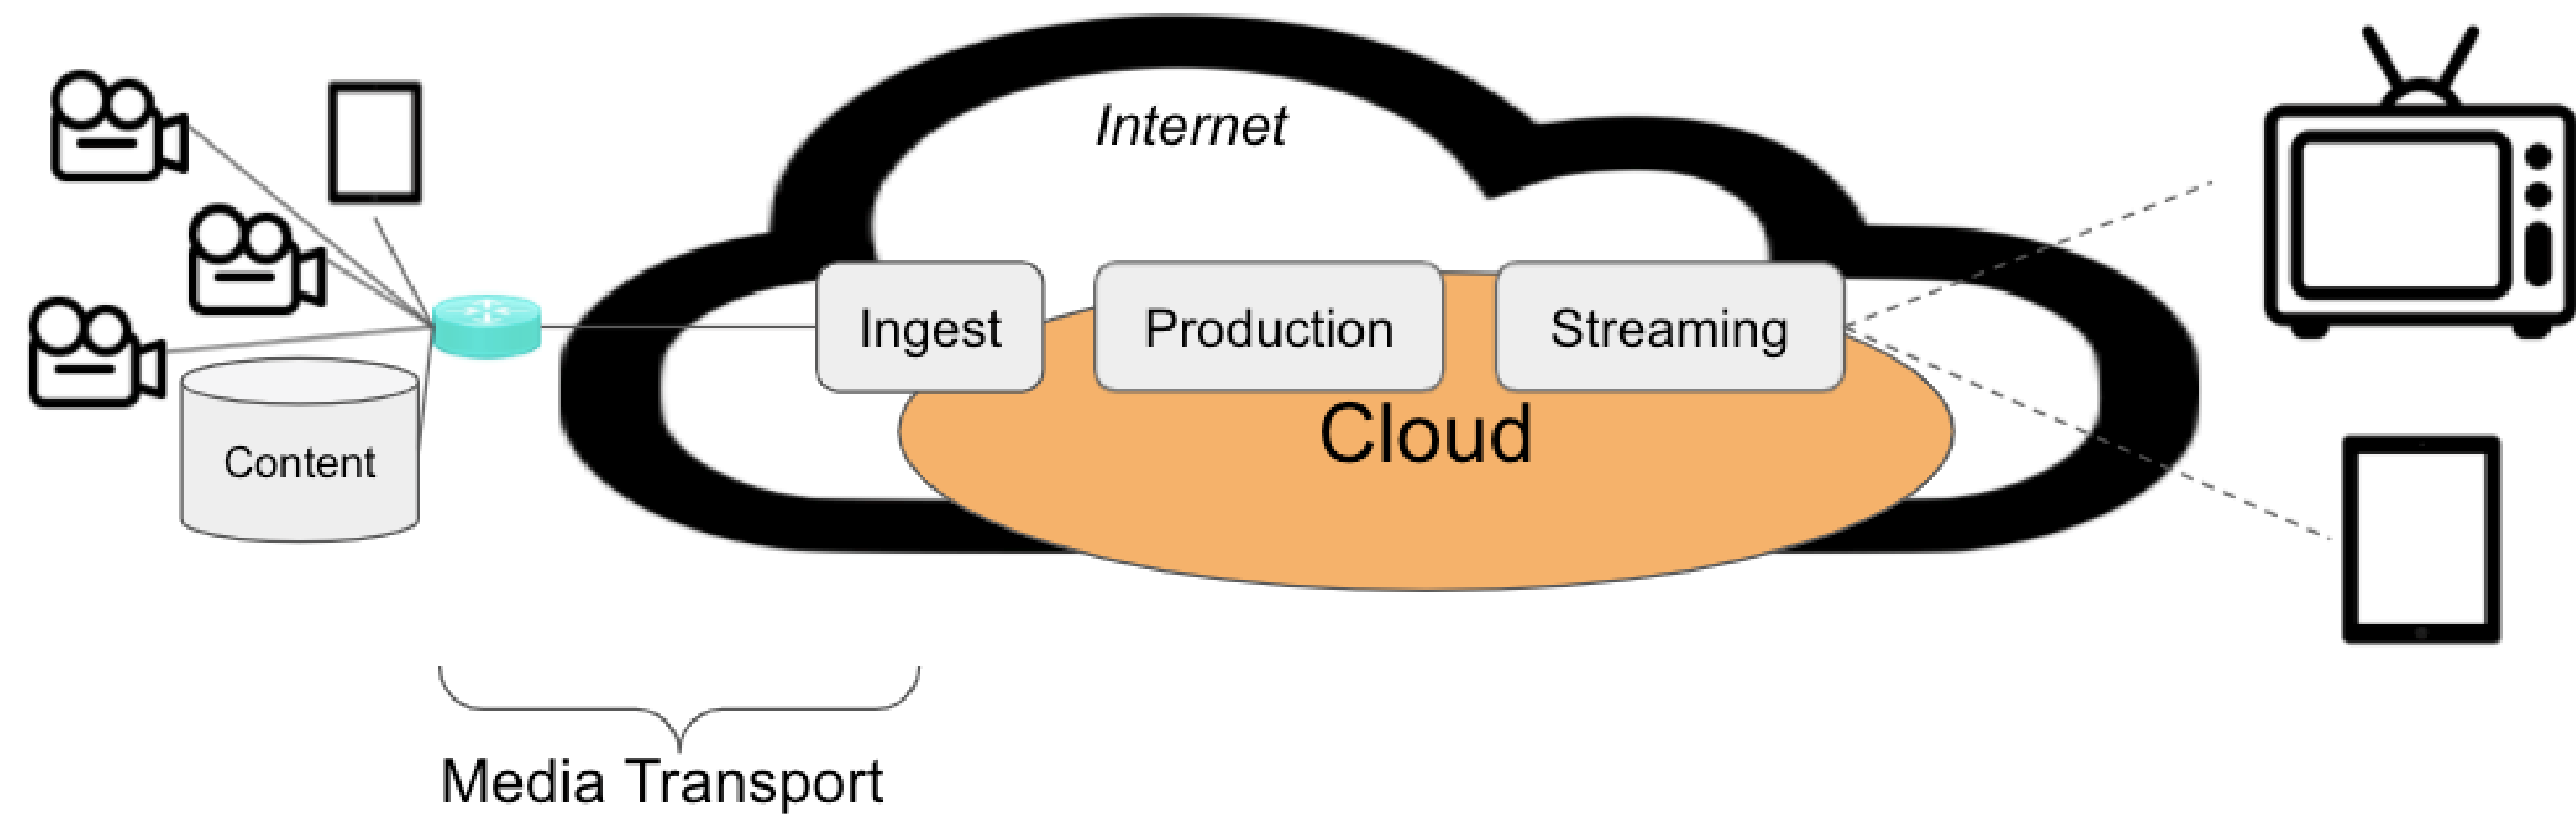 Internet
Ingest
Production
Streaming
Cloud
Content
Media Transport